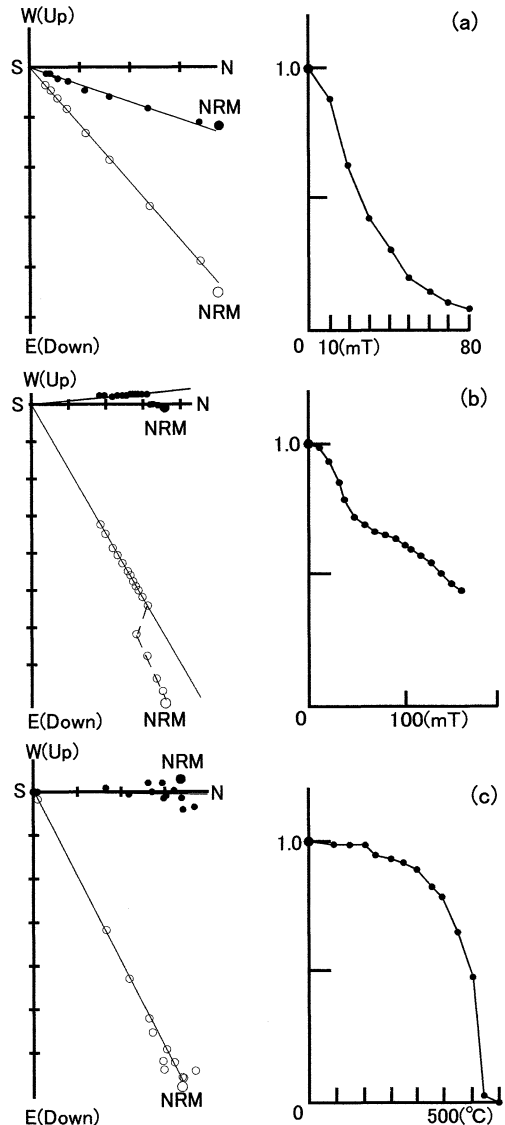 W(Up)
(a)
S
N
1.0
NRM
NRM
E(Down)
0
10(mT)
80
W(Up)
(b)
S
N
NRM
1.0
E(Down)
NRM
0
100(mT)
W(Up)
NRM
(c)
S
N
1.0
E(Down)
NRM
0
500(℃)